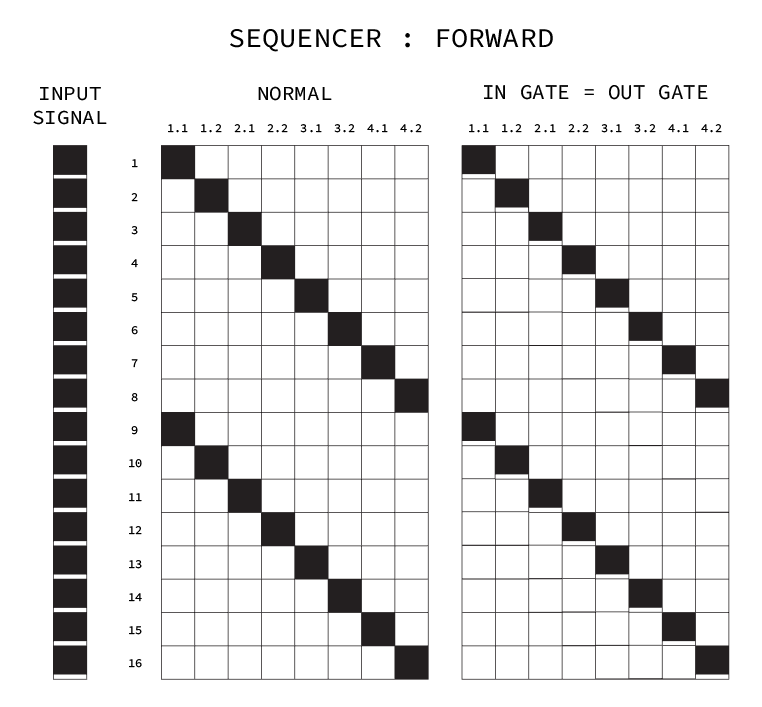 SEQUENCER : FORWARD
INPUT
SIGNAL
NORMAL
IN GATE = OUT GATE
1.1 1.2 2.1 2.2 3.1 3.2 4.1 4.2
1.1 1.2 2.1 2.2 3.1 3.2 4.1 4.2
1
2
3
4
5
6
7
8
9
10
11
12
13
14
15
16